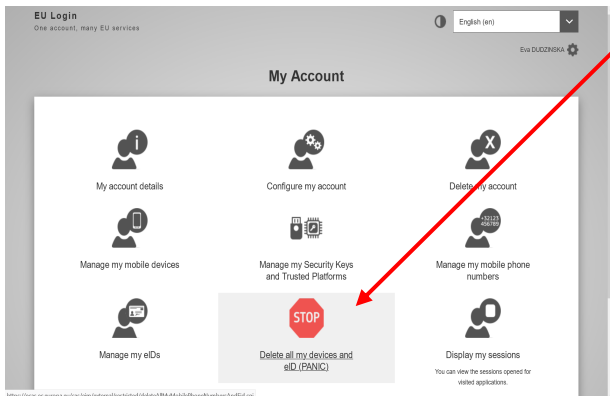 EU Login
One account, many EU services
English (en)
Eva DUDZINSKA
My Account
i
X
My account details
Configure my account
Delete my account
+32123
456789
Manage my mobile devices
Manage my Security Keys
and Trusted Platforms
Manage my mobile phone
numbers
STOP
Manage my eIDs
Delete all my devices and
eID (PANIC)
Display my sessions
You can view the sessions opened for
visited applications.